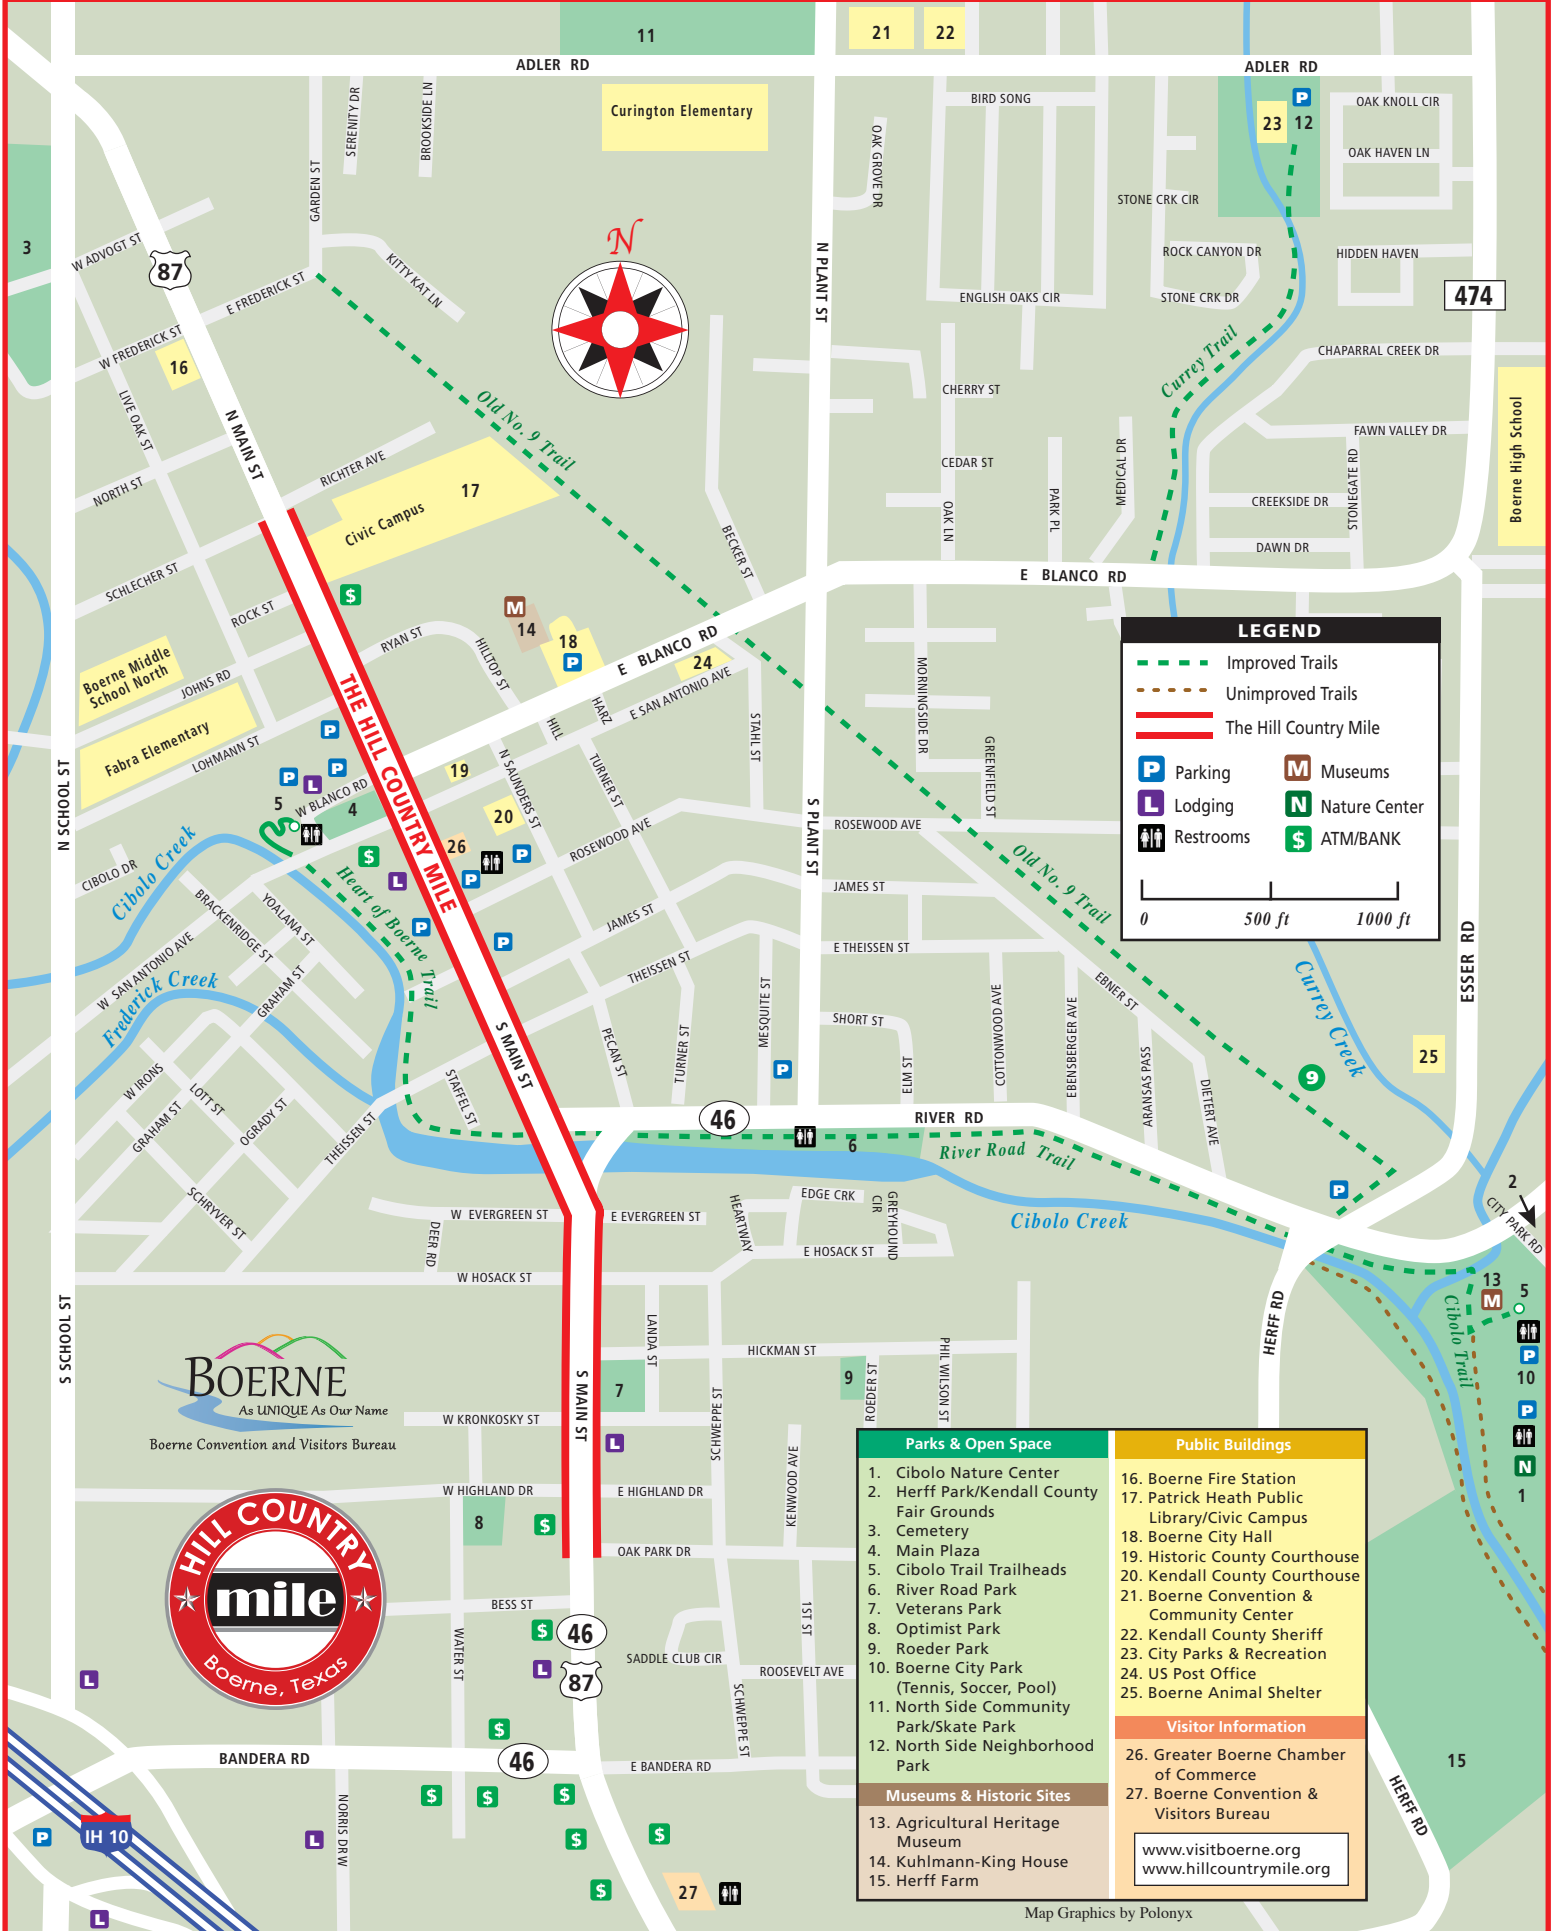 11
21
22
ADLER RD
ADLER RD
Curington Elementary
BIRD SONG
P
23
12
OAK KNOLL CIR
OAK HAVEN LN
SERENITY DR
BROOKSIDE LN
GARDEN ST
OAK GROVE DR
STONE CRK CIR
3
W ADVOGT ST
87
N
N PLANT ST
ROCK CANYON DR
HIDDEN HAVEN
KITTY KAT LN
E FREDERICK ST
ENGLISH OAKS CIR
STONE CRK DR
474
W FREDERICK ST
16
Currey Trail
CHAPARRAL CREEK DR
LIVE OAK ST
N MAIN ST
Old No. 9 Trail
CHERRY ST
Boerne High School
FAWN VALLEY DR
RICHTER AVE
CEDAR ST
MEDICAL DR
STONEGATE RD
NORTH ST
17
Civic Campus
OAK LN
PARK PL
CREEKSIDE DR
BECKER ST
DAWN DR
SCHLECHER ST
$
E BLANCO RD
ROCK ST
M
14
18
P
RYAN ST
HILLTOP ST
E BLANCO RD
24
Boerne Middle
School North
JOHNS RD
E SAN ANTONIO AVE
HARZ
HILL
MORNINGSIDE DR
THE HILL COUNTRY MILE
Fabra Elementary
LOHMANN ST
P
P
P
L
STAHL ST
GREENFIELD ST
N SAUNDERS ST
TURNER ST
19
20
N SCHOOL ST
5
W BLANCO RD
4
S PLANT ST
ROSEWOOD AVE
ROSEWOOD AVE
26
P
P
$
L
Old No. 9 Trail
CIBOLO DR
Cibolo Creek
Heart of Boerne Trail
BRACKENRIDGE ST
YOALANA ST
P
P
JAMES ST
JAMES ST
W SAN ANTONIO AVE
THEISSEN ST
E THEISSEN ST
Frederick Creek
GRAHAM ST
EBNER ST
LEGEND
Improved Trails
Unimproved Trails
The Hill Country Mile
P Parking
M Museums
L Lodging
N Nature Center
Restrooms
$ ATM/BANK
0
500 ft
1000 ft
ESSER RD
Currey Creek
25
S MAIN ST
PECAN ST
TURNER ST
MESQUITE ST
SHORT ST
ELM ST
COTTONWOOD AVE
EBENSBERGER AVE
ARANSAS PASS
DIETERT AVE
9
P
W IRONS
LOTT ST
GRAHAM ST
OGRADY ST
THEISSEN ST
STAFFEL ST
46
RIVER RD
6
River Road Trail
P
2
CITY PARK RD
SCHRYVER ST
W EVERGREEN ST
E EVERGREEN ST
HEARTWAY
EDGE CRK
GREYHOUND
CIR
Cibolo Creek
DEER RD
E HOSACK ST
W HOSACK ST
13
M
5
Cibolo Trail
P
10
P
N
1
S SCHOOL ST
LANDA ST
HICKMAN ST
PHIL WILSON ST
HERFF RD
BOERNE
As UNIQUE As Our Name
Boerne Convention and Visitors Bureau
S MAIN ST
7
9
ROEDER ST
W KRONKOSKY ST
L
SCHWEPPE ST
KENWOOD AVE
W HIGHLAND DR
E HIGHLAND DR
8
$
HILL COUNTRY
mile
Boerne, Texas
OAK PARK DR
BESS ST
$
46
1ST ST
WATER ST
L
87
SADDLE CLUB CIR
ROOSEVELT AVE
L
SCHWEPPE ST
$
BANDERA RD
46
E BANDERA RD
$
$
$
NORRIS DR W
P
IH 10
L
$
$
$
27
L
HERFF RD
15
Parks & Open Space
1. Cibolo Nature Center
2. Herff Park/Kendall County
Fair Grounds
3. Cemetery
4. Main Plaza
5. Cibolo Trail Trailheads
6. River Road Park
7. Veterans Park
8. Optimist Park
9. Roeder Park
10. Boerne City Park
(Tennis, Soccer, Pool)
11. North Side Community
Park/Skate Park
12. North Side Neighborhood
Park
Museums & Historic Sites
13. Agricultural Heritage
Museum
14. Kuhlmann-King House
15. Herff Farm
Public Buildings
16. Boerne Fire Station
17. Patrick Heath Public
Library/Civic Campus
18. Boerne City Hall
19. Historic County Courthouse
20. Kendall County Courthouse
21. Boerne Convention &
Community Center
22. Kendall County Sheriff
23. City Parks & Recreation
24. US Post Office
25. Boerne Animal Shelter
Visitor Information
26. Greater Boerne Chamber
of Commerce
27. Boerne Convention &
Visitors Bureau
www.visitboerne.org
www.hillcountrymile.org
Map Graphics by Polonyx